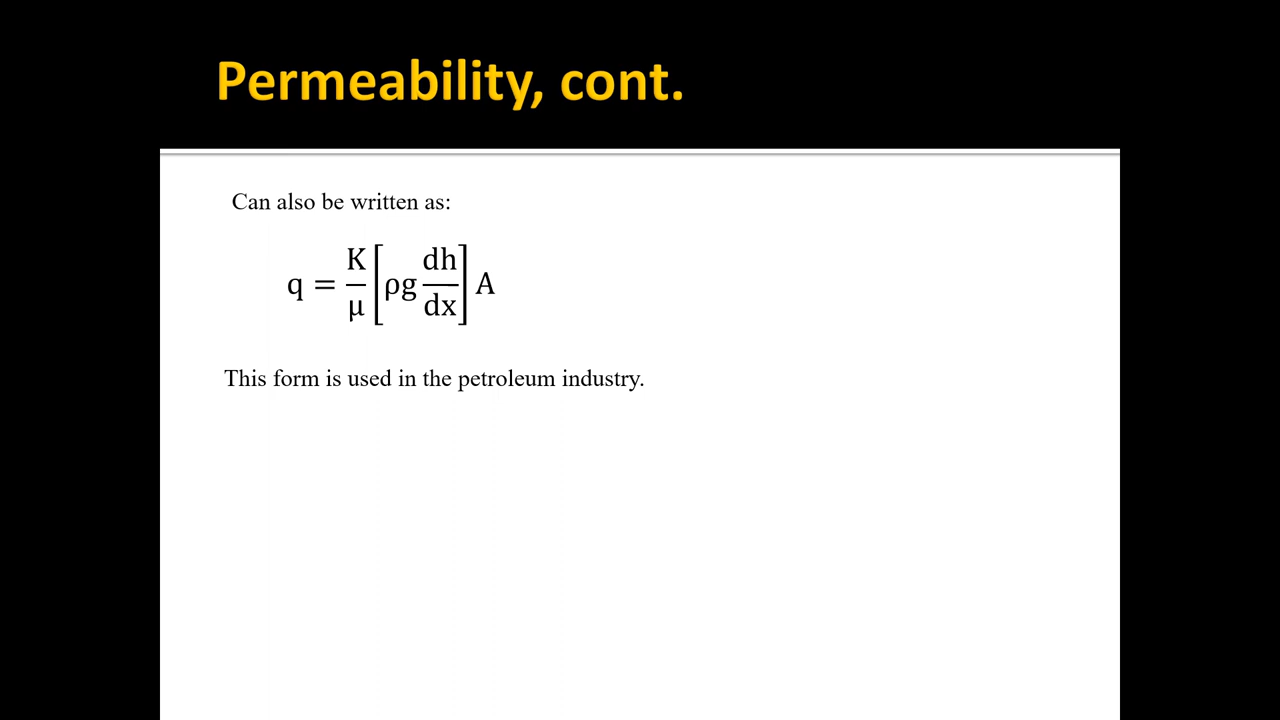 Permeability, cont.
Can also be written as:
q = K/μ [ρg dh/dx] A
This form is used in the petroleum industry.